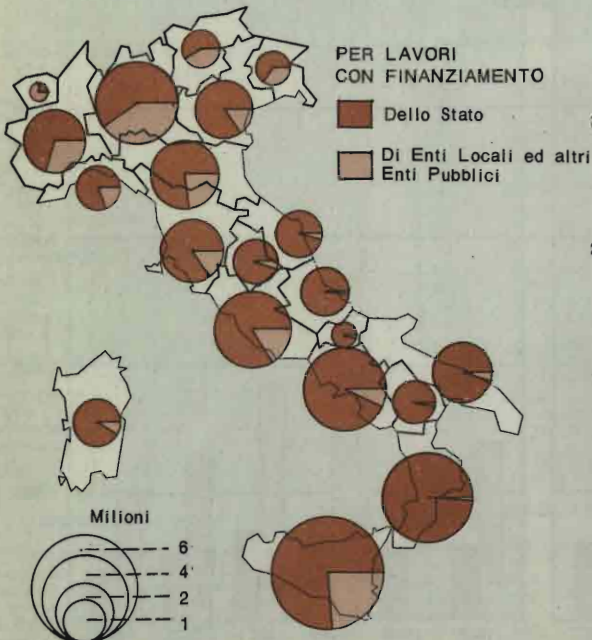 PER LAVORI
CON FINANZIAMENTO
Dello Stato
Di Enti Locali ed altri
Enti Pubblici
Milioni
6
4
2
1